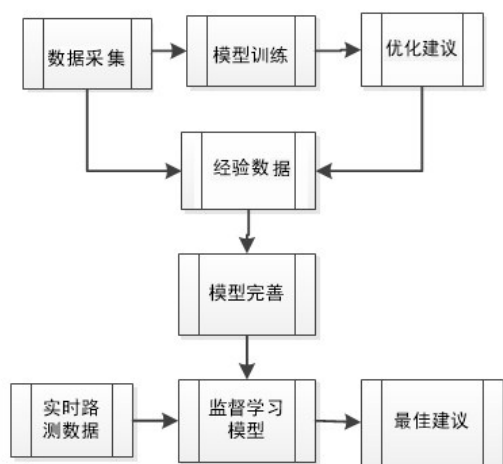 数据采集
模型训练
优化建议
经验数据
模型完善
实时路
测数据
监督学习
模型
最佳建议